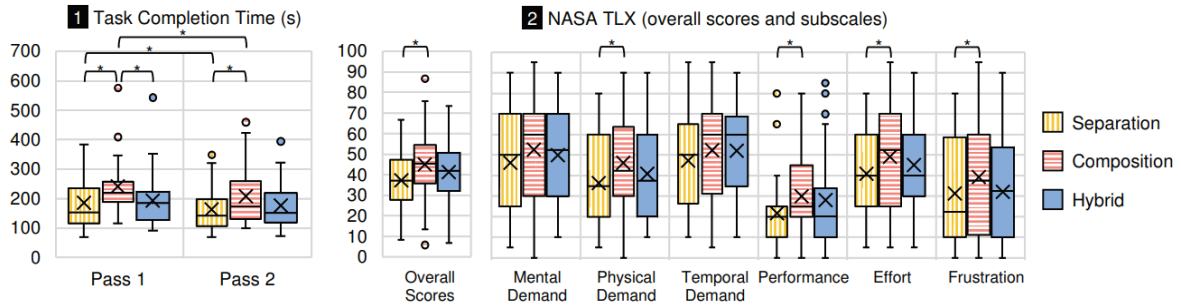 1 Task Completion Time (s)
700
600
500
400
300
200
100
0
* * * * * *
Pass 1
Pass 2
2 NASA TLX (overall scores and subscales)
100
90
80
70
60
50
40
30
20
10
0
* * * * *
Overall
Scores
Mental
Demand
Physical
Demand
Temporal
Demand
Performance
Effort
Frustration
Separation
Composition
Hybrid